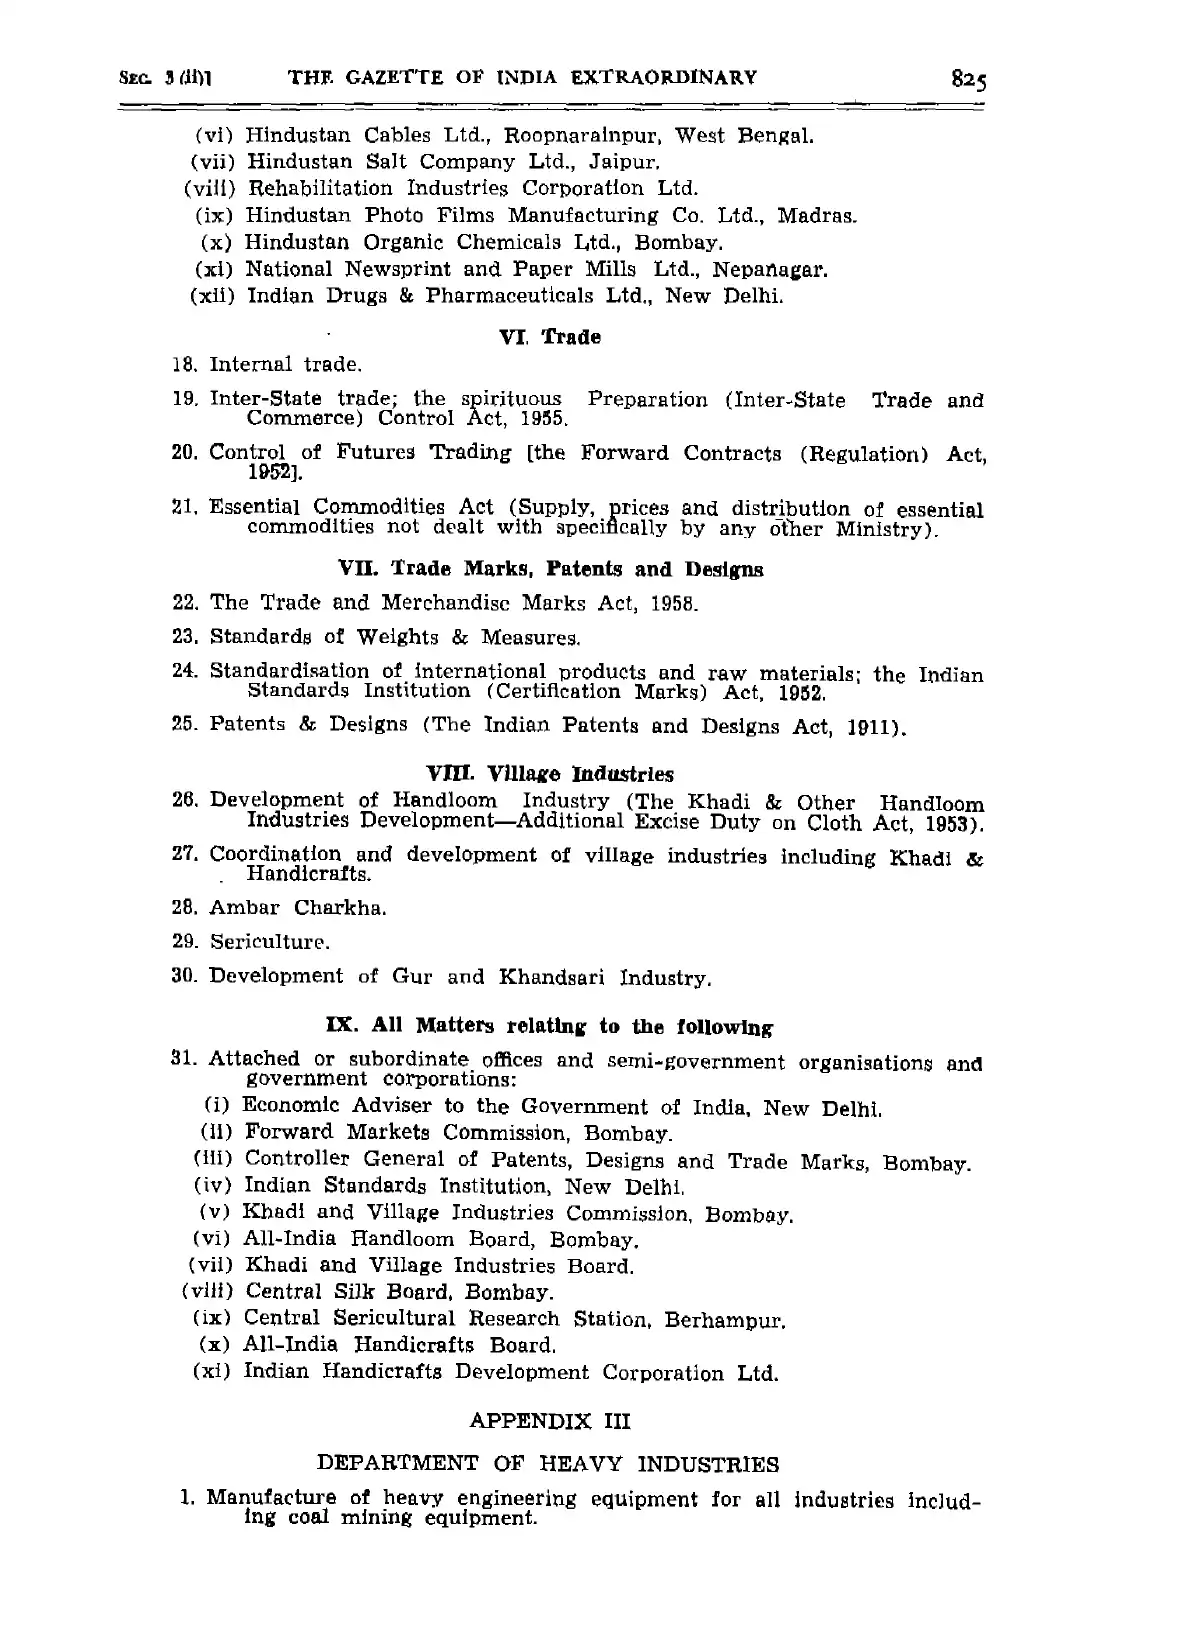 SEC. 3 (ii)] THE GAZETTE OF INDIA EXTRAORDINARY 825
(vi) Hindustan Cables Ltd., Roopnarainpur, West Bengal.
(vii) Hindustan Salt Company Ltd., Jaipur.
(viii) Rehabilitation Industries Corporation Ltd.
(ix) Hindustan Photo Films Manufacturing Co. Ltd., Madras.
(x) Hindustan Organic Chemicals Ltd., Bombay.
(xi) National Newsprint and Paper Mills Ltd., Nepanagar.
(xii) Indian Drugs & Pharmaceuticals Ltd., New Delhi.
VI. Trade
18. Internal trade.
19. Inter-State trade; the spirituous Preparation (Inter-State Trade and
Commerce) Control Act, 1955.
20. Control of Futures Trading [the Forward Contracts (Regulation) Act,
1952].
21. Essential Commodities Act (Supply, prices and distribution of essential
commodities not dealt with specifically by any other Ministry).
VII. Trade Marks, Patents and Designs
22. The Trade and Merchandise Marks Act, 1958.
23. Standards of Weights & Measures.
24. Standardisation of international products and raw materials; the Indian
Standards Institution (Certification Marks) Act, 1952.
25. Patents & Designs (The Indian Patents and Designs Act, 1911).
VIII. Village Industries
26. Development of Handloom Industry (The Khadi & Other Handloom
Industries Development—Additional Excise Duty on Cloth Act, 1953).
27. Coordination and development of village industries including Khadi &
Handicrafts.
28. Ambar Charkha.
29. Sericulture.
30. Development of Gur and Khandsari Industry.
IX. All Matters relating to the following
31. Attached or subordinate offices and semi-government organisations and
government corporations:
(i) Economic Adviser to the Government of India, New Delhi.
(ii) Forward Markets Commission, Bombay.
(iii) Controller General of Patents, Designs and Trade Marks, Bombay.
(iv) Indian Standards Institution, New Delhi.
(v) Khadi and Village Industries Commission, Bombay.
(vi) All-India Handloom Board, Bombay.
(vii) Khadi and Village Industries Board.
(viii) Central Silk Board, Bombay.
(ix) Central Sericultural Research Station, Berhampur.
(x) All-India Handicrafts Board.
(xi) Indian Handicrafts Development Corporation Ltd.
APPENDIX III
DEPARTMENT OF HEAVY INDUSTRIES
1. Manufacture of heavy engineering equipment for all industries includ-
ing coal mining equipment.